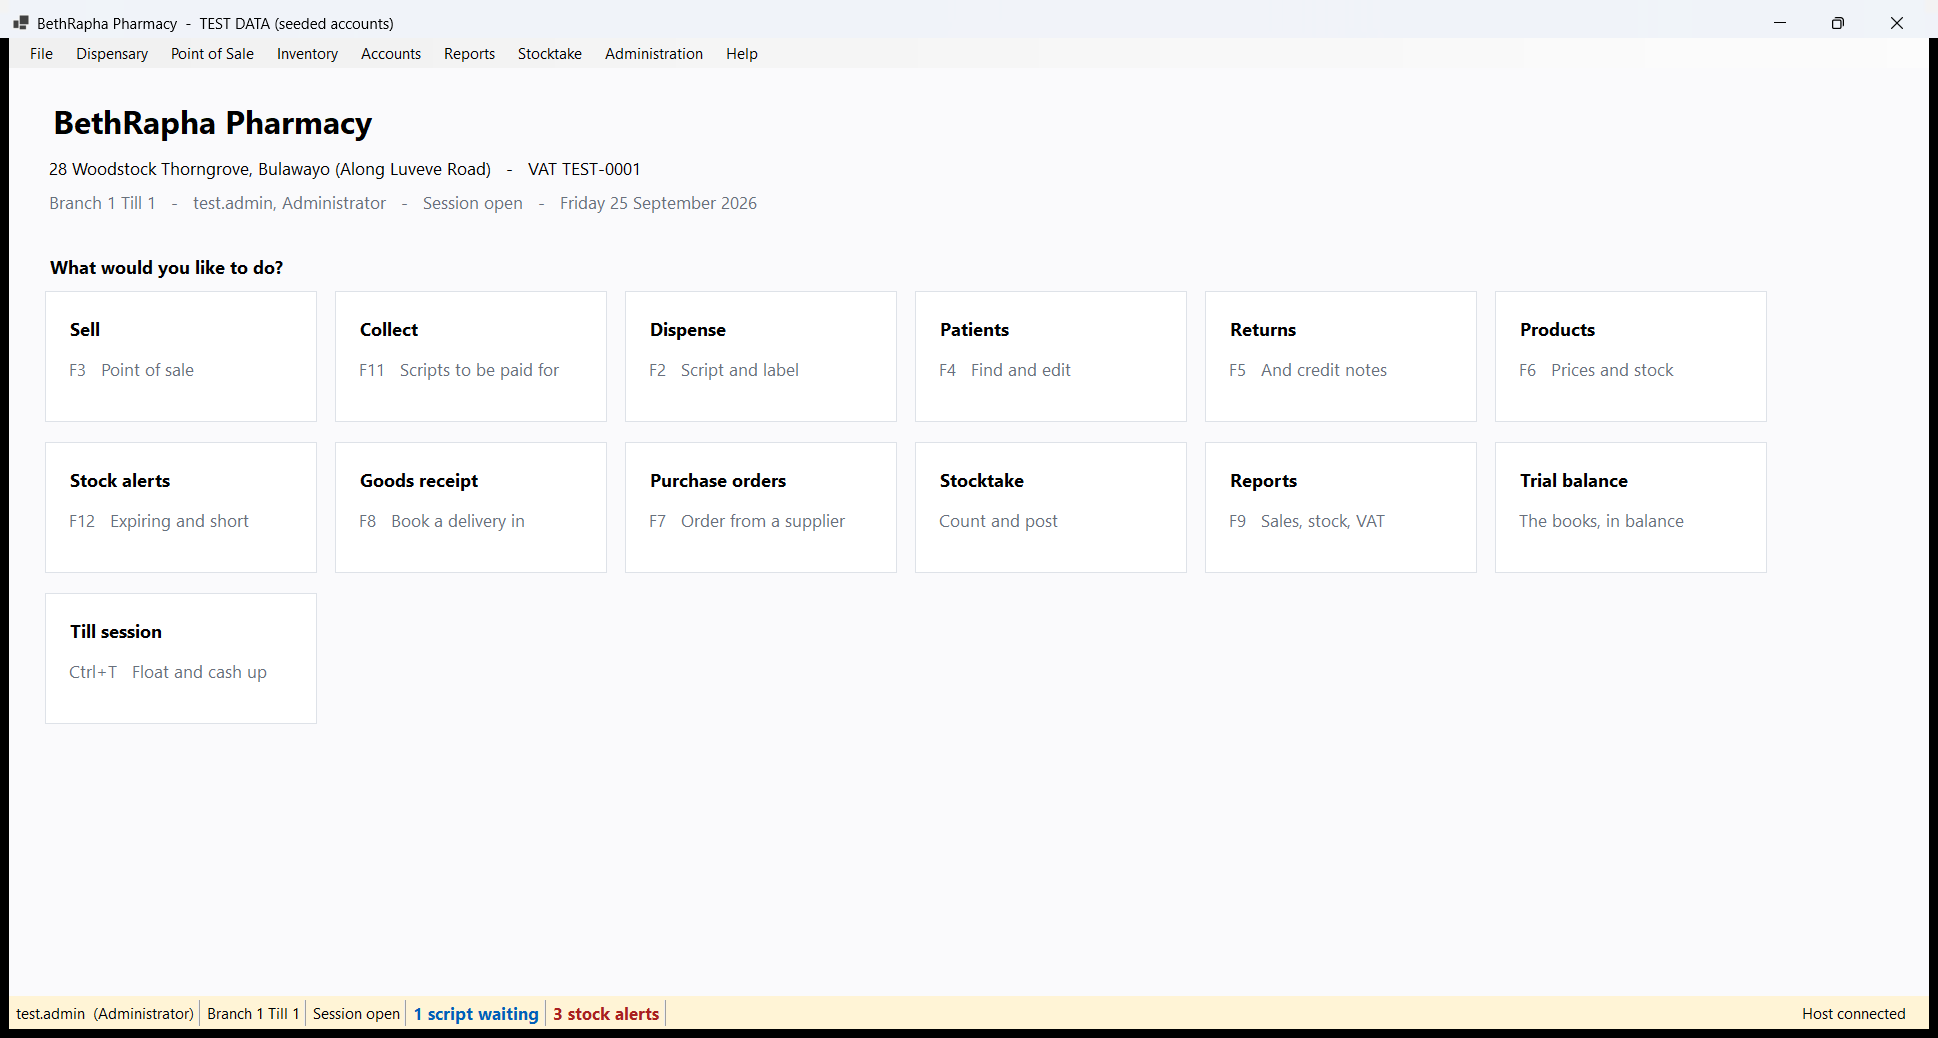 BethRapha Pharmacy - TEST DATA (seeded accounts)
File Dispensary Point of Sale Inventory Accounts Reports Stocktake Administration Help
BethRapha Pharmacy
28 Woodstock Thorngrove, Bulawayo (Along Luveve Road) - VAT TEST-0001
Branch 1 Till 1 - test.admin, Administrator - Session open - Friday 25 September 2026
What would you like to do?
Sell
F3 Point of sale
Collect
F11 Scripts to be paid for
Dispense
F2 Script and label
Patients
F4 Find and edit
Returns
F5 And credit notes
Products
F6 Prices and stock
Stock alerts
F12 Expiring and short
Goods receipt
F8 Book a delivery in
Purchase orders
F7 Order from a supplier
Stocktake
Count and post
Reports
F9 Sales, stock, VAT
Trial balance
The books, in balance
Till session
Ctrl+T Float and cash up
test.admin (Administrator) Branch 1 Till 1 Session open 1 script waiting 3 stock alerts Host connected